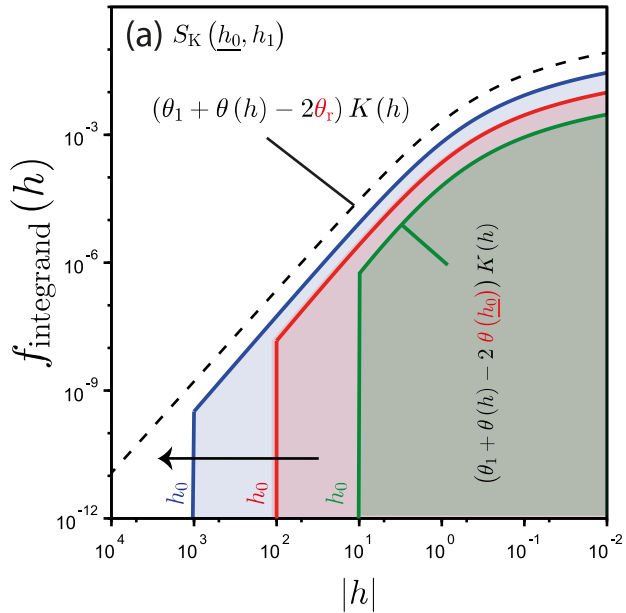 (a) S_K (h_0, h_1)
(θ_1 + θ (h) − 2θ_r) K (h)
f_integrand (h)
10^-3
10^-6
10^-9
10^-12
(θ_1 + θ (h) − 2 θ (h_0)) K (h)
h_0 h_0 h_0
10^4 10^3 10^2 10^1 10^0 10^-1 10^-2
|h|